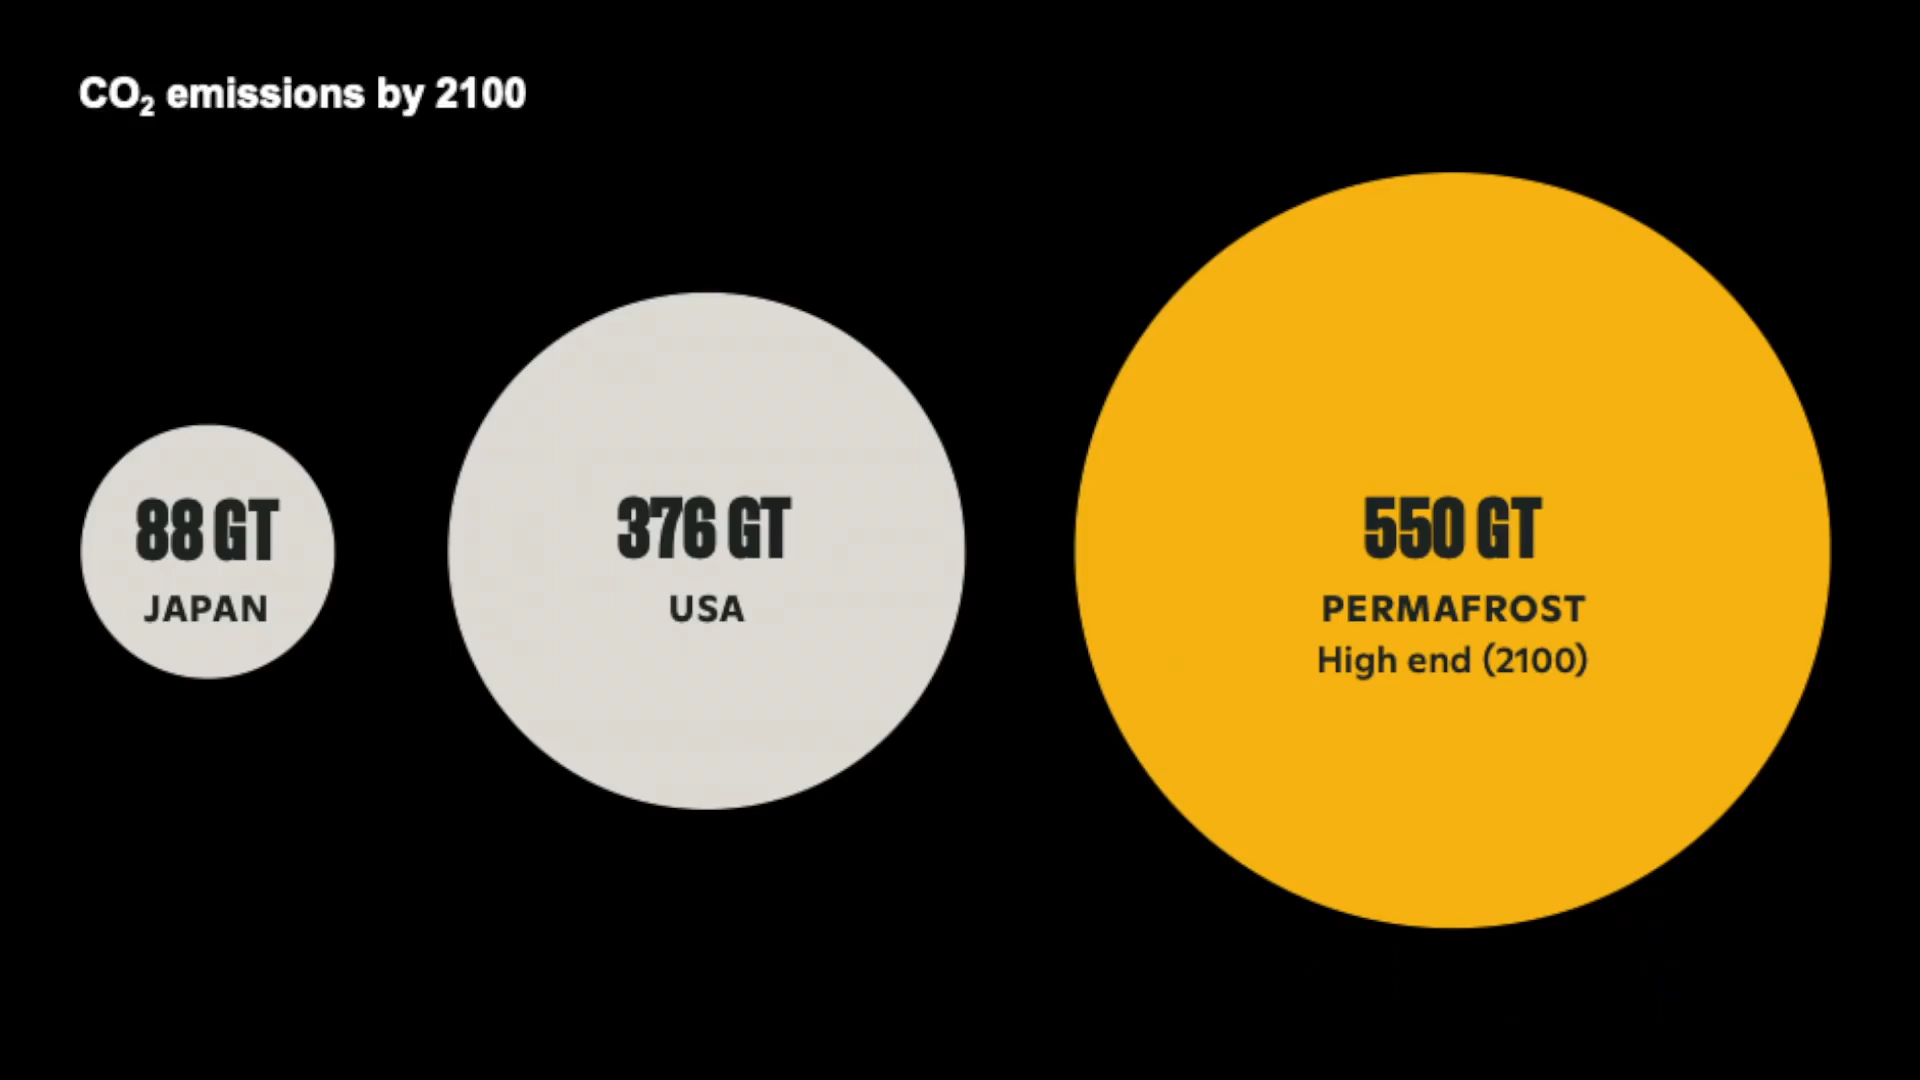 CO₂ emissions by 2100
88 GT
JAPAN
376 GT
USA
550 GT
PERMAFROST
High end (2100)